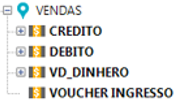 VENDAS
CREDITO
DEBITO
VD_DINHERO
VOUCHER INGRESSO